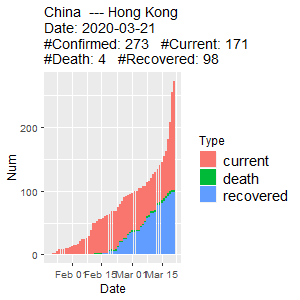 China --- Hong Kong
Date: 2020-03-21
#Confirmed: 273 #Current: 171
#Death: 4 #Recovered: 98
Num
200
100
0
Feb 01
Feb 15
Mar 01
Mar 15
Date
Type
current
death
recovered